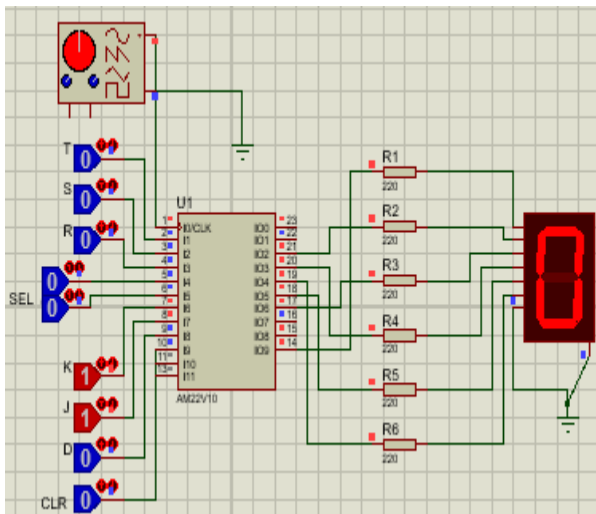 T
0
S
0
R
0
0
SEL
0
K
1
J
1
D
0
CLR
0
U1
1
2
3
4
5
6
7
8
9
10
11
13
I0/CLK
I1
I2
I3
I4
I5
I6
I7
I8
I9
I10
I11
IO0
IO1
IO2
IO3
IO4
IO5
IO6
IO7
IO8
IO9
23
22
21
20
19
18
17
16
15
14
AM22V10
R1
220
R2
220
R3
220
R4
220
R5
220
R6
220
0